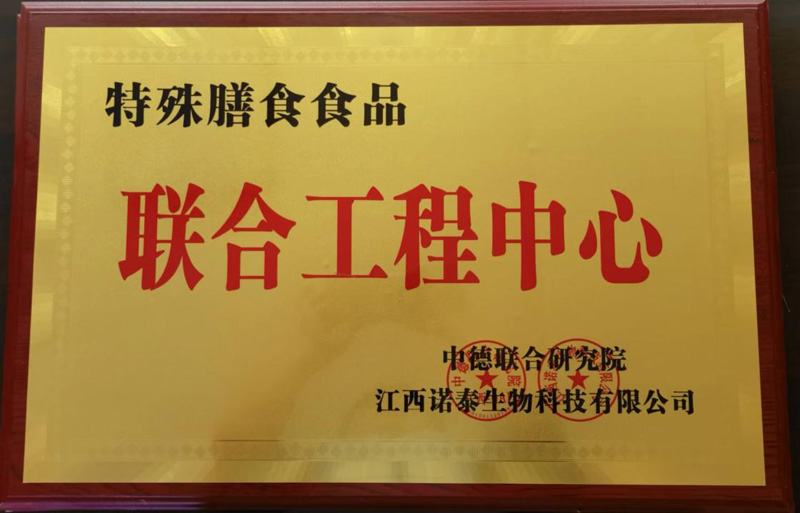 特殊膳食食品
联合工程中心
中德联合研究院
江西诺泰生物科技有限公司